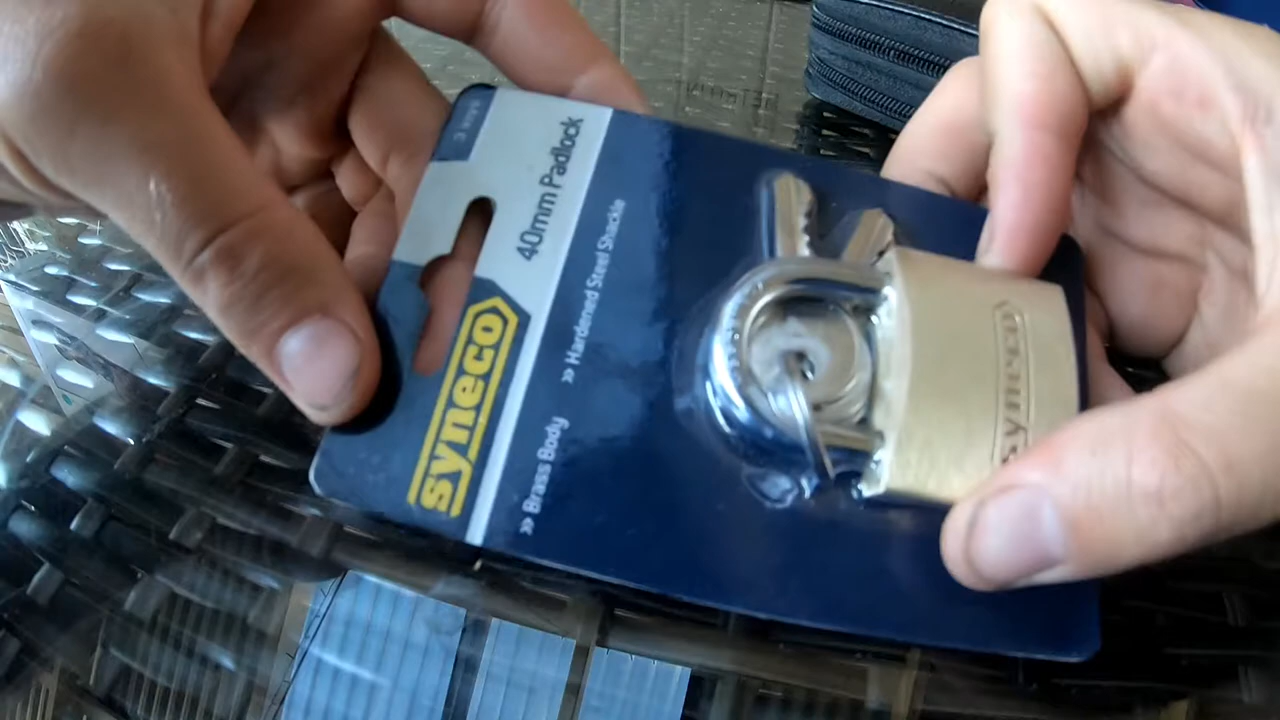 40mm Padlock
syneco
» Brass Body
» Hardened Steel Shackle
syneco